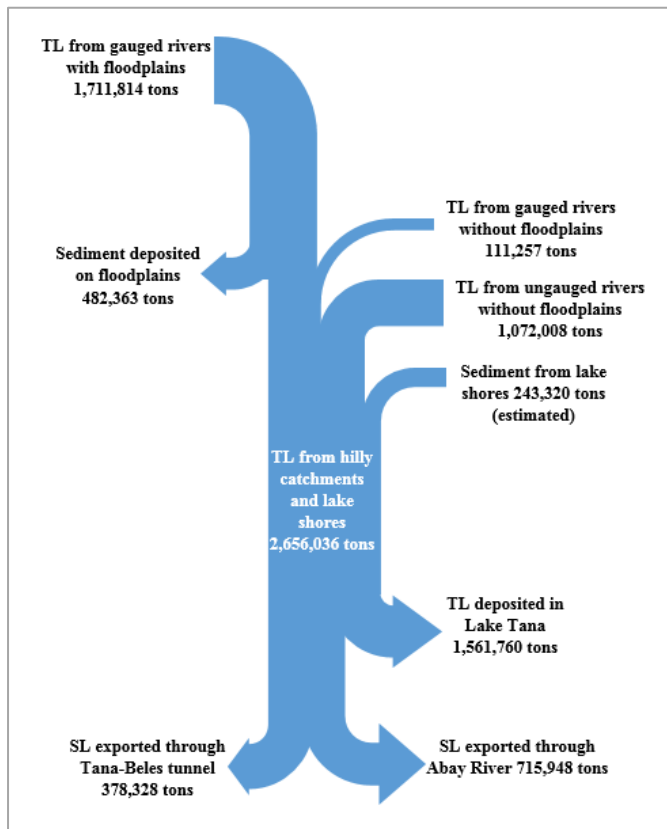 TL from gauged rivers
with floodplains
1,711,814 tons
TL from gauged rivers
without floodplains
111,257 tons
Sediment deposited
on floodplains
482,363 tons
TL from ungauged rivers
without floodplains
1,072,008 tons
Sediment from lake
shores 243,320 tons
(estimated)
TL from hilly
catchments
and lake
shores
2,656,036 tons
TL deposited in
Lake Tana
1,561,760 tons
SL exported through
Tana-Beles tunnel
378,328 tons
SL exported through
Abay River 715,948 tons